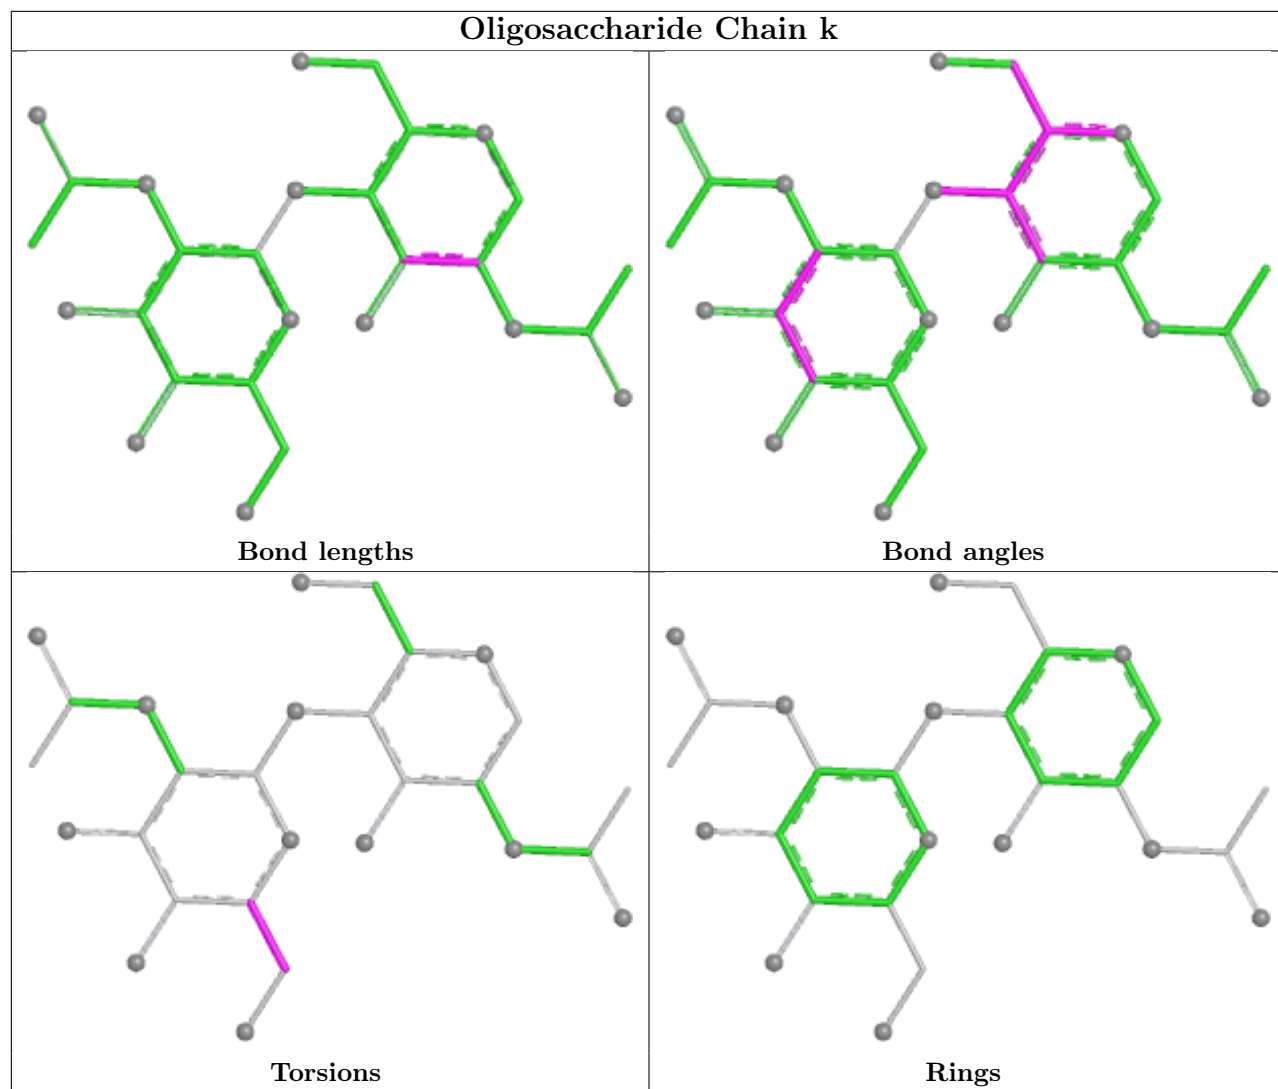 Oligosaccharide Chain k
Bond lengths
Bond angles
Torsions
Rings